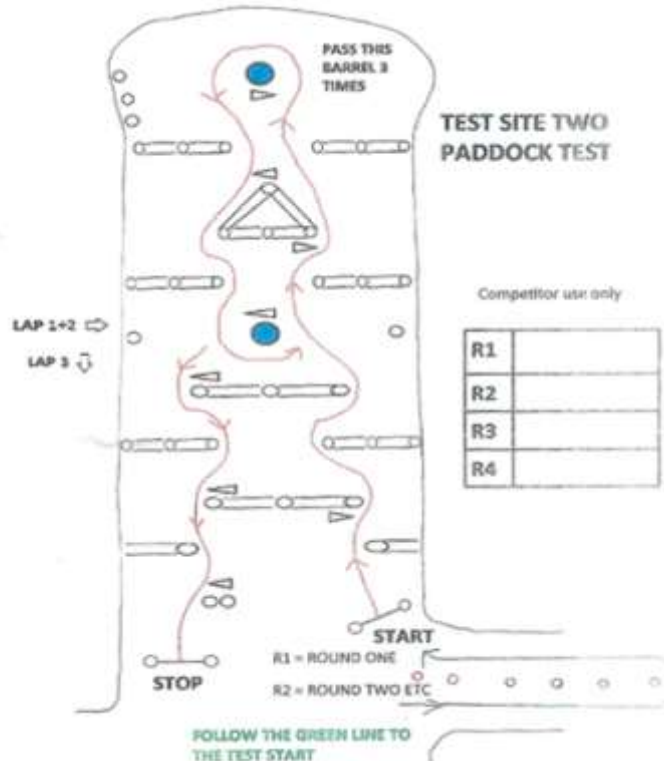 PASS THIS
BARREL 3
TIMES
TEST SITE TWO
PADDOCK TEST
Competitor use only
LAP 1+2
LAP 3
R1
R2
R3
R4
START
STOP
R1 = ROUND ONE
R2 = ROUND TWO ETC
FOLLOW THE GREEN LINE TO
THE TEST START